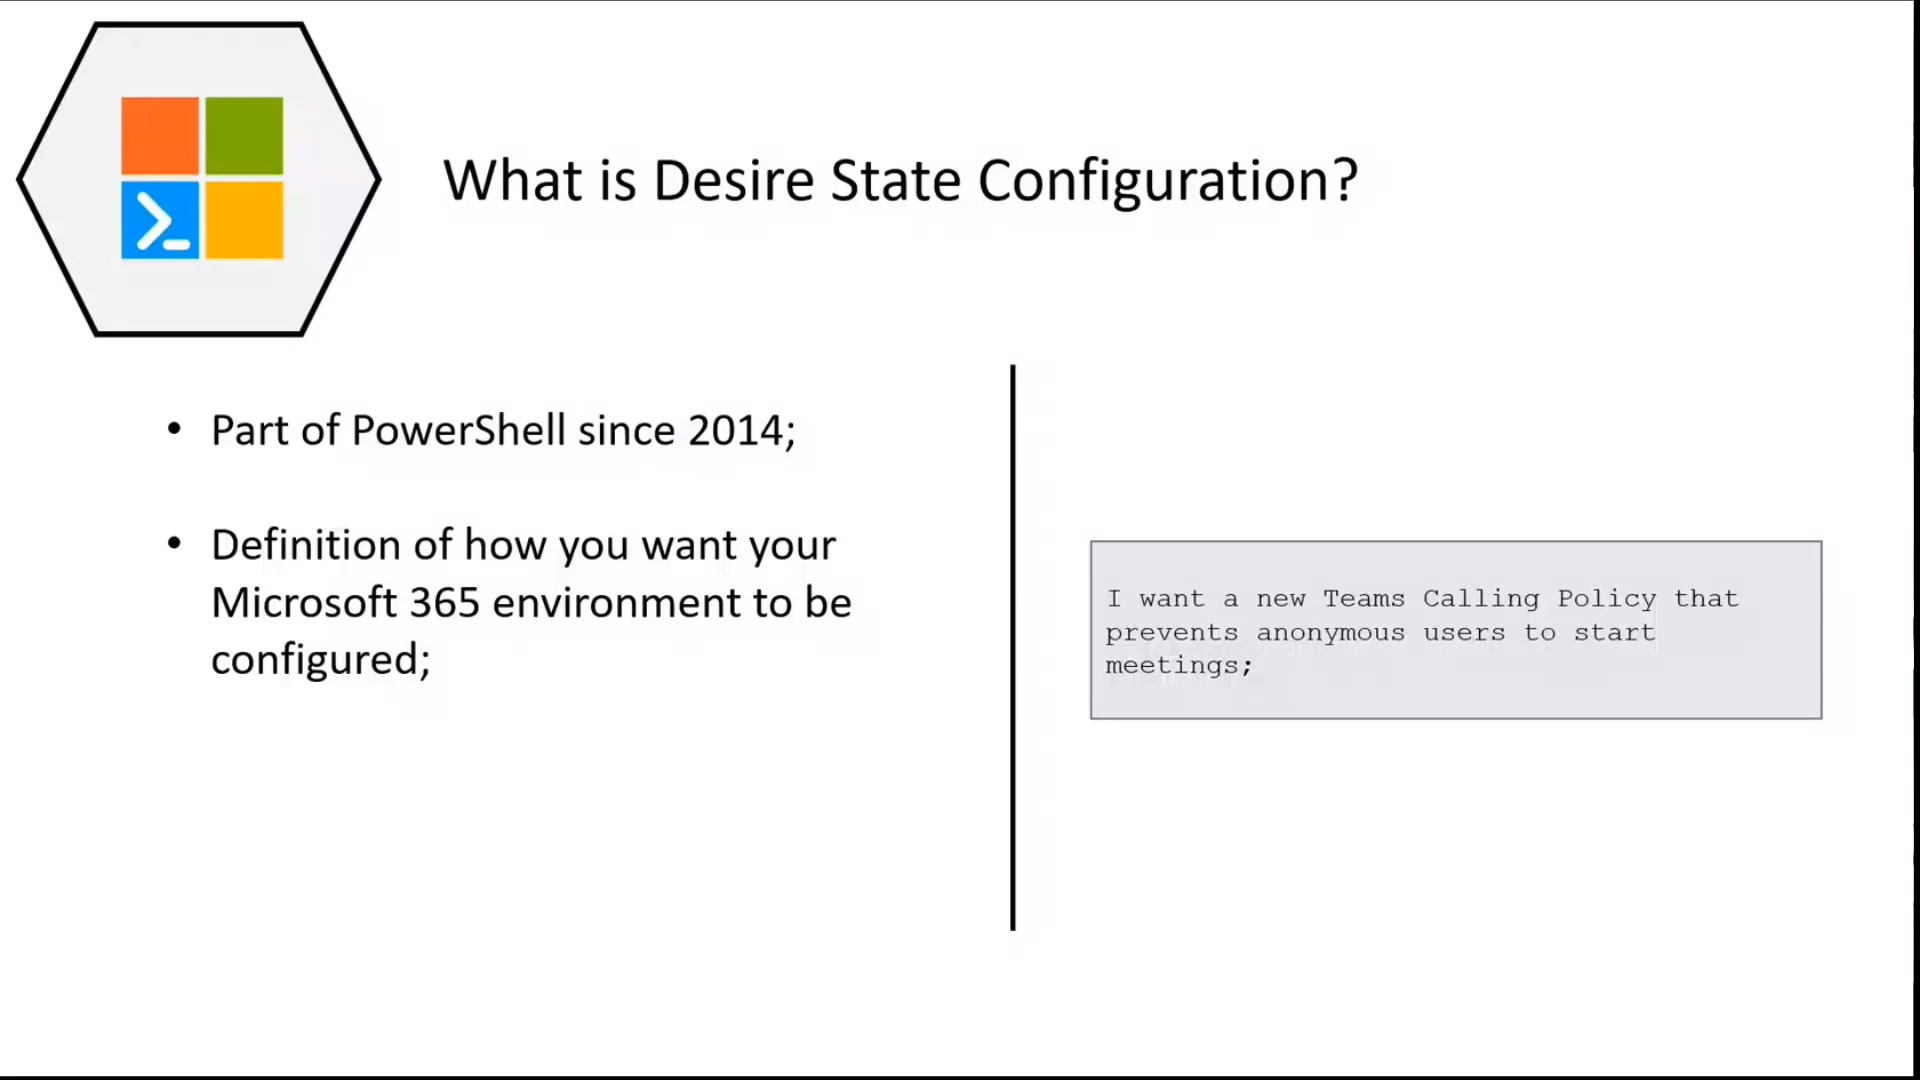 What is Desire State Configuration?
• Part of PowerShell since 2014;
• Definition of how you want your
Microsoft 365 environment to be
configured;
I want a new Teams Calling Policy that
prevents anonymous users to start
meetings;